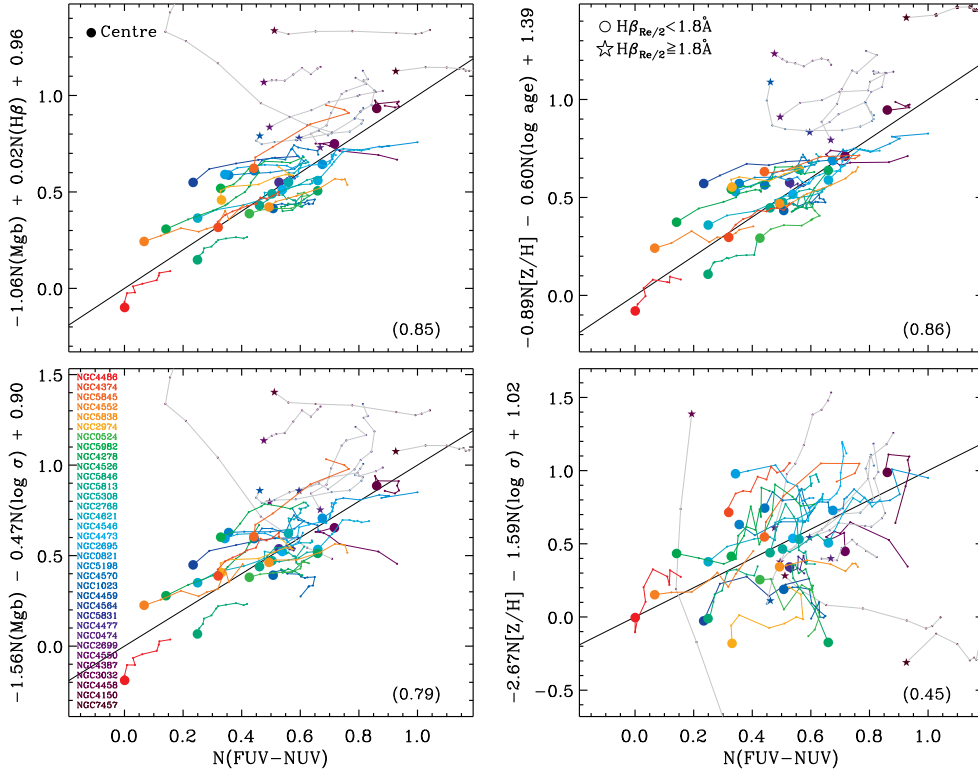 ● Centre
(0.85)
−1.06N(Mgb) + 0.02N(Hβ) + 0.96
0.0
0.5
1.0
○ Hβ_Re/2<1.8Å
☆ Hβ_Re/2≧1.8Å
(0.86)
−0.89N[Z/H] − 0.60N(log age) + 1.39
0.0
0.5
1.0
NGC4486
NGC4374
NGC5845
NGC4552
NGC5838
NGC2974
NGC0524
NGC5982
NGC4278
NGC4526
NGC5846
NGC5813
NGC5308
NGC2768
NGC4621
NGC4546
NGC4473
NGC2695
NGC0821
NGC5198
NGC4570
NGC1023
NGC4459
NGC4564
NGC5831
NGC4477
NGC0474
NGC2699
NGC4550
NGC4387
NGC3032
NGC4458
NGC4150
NGC7457
(0.79)
−1.56N(Mgb) − 0.47N(log σ) + 0.90
0.0
0.5
1.0
1.5
0.0 0.2 0.4 0.6 0.8 1.0
N(FUV−NUV)
(0.45)
−2.67N[Z/H] − 1.59N(log σ) + 1.02
−0.5
0.0
0.5
1.0
1.5
0.0 0.2 0.4 0.6 0.8 1.0
N(FUV−NUV)